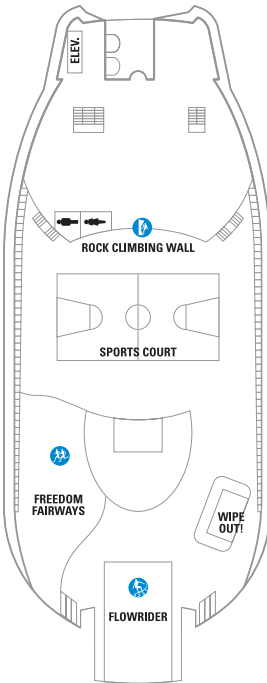 ELEV.
ROCK CLIMBING WALL
SPORTS COURT
FREEDOM
FAIRWAYS
WIPE
OUT!
FLOWRIDER